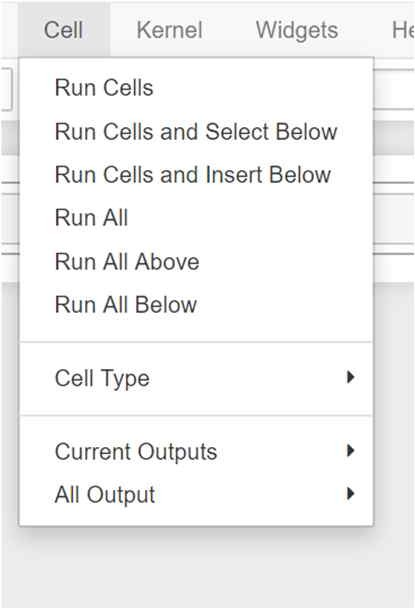 Cell Kernel Widgets
Run Cells
Run Cells and Select Below
Run Cells and Insert Below
Run All
Run All Above
Run All Below
Cell Type
Current Outputs
All Output